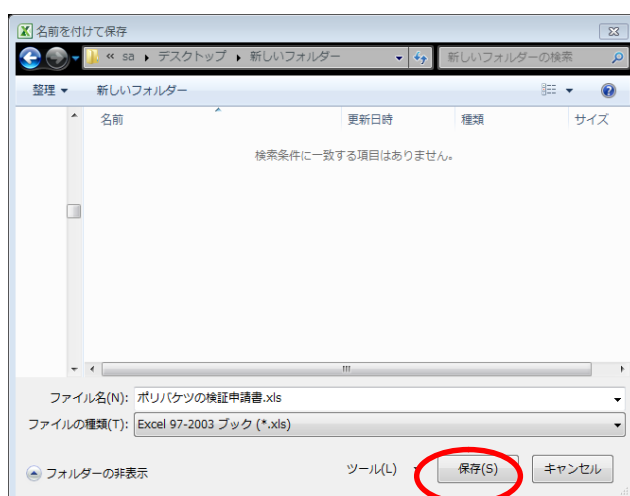 名前を付けて保存
« sa ▸ デスクトップ ▸ 新しいフォルダー
新しいフォルダーの検索
整理 ▼ 新しいフォルダー
名前 更新日時 種類 サイズ
検索条件に一致する項目はありません。
ファイル名(N): ポリバケツの検証申請書.xls
ファイルの種類(T): Excel 97-2003 ブック (*.xls)
フォルダーの非表示 ツール(L) 保存(S) キャンセル